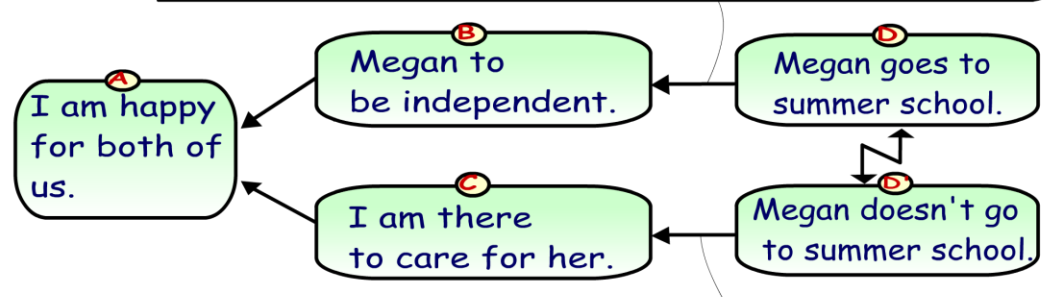 A
I am happy
for both of
us.
B
Megan to
be independent.
D
Megan goes to
summer school.
C
I am there
to care for her.
D'
Megan doesn't go
to summer school.